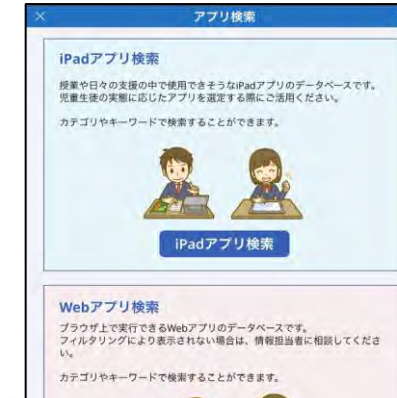 ×
アプリ検索
iPadアプリ検索
授業や日々の支援の中で使用できそうなiPadアプリのデータベースです。
児童生徒の実態に応じたアプリを選定する際にご活用ください。
カテゴリやキーワードで検索することができます。
iPadアプリ検索
Webアプリ検索
ブラウザ上で実行できるWebアプリのデータベースです。
フィルタリングにより表示されない場合は、情報担当者に相談してくださ
い。
カテゴリやキーワードで検索することができます。